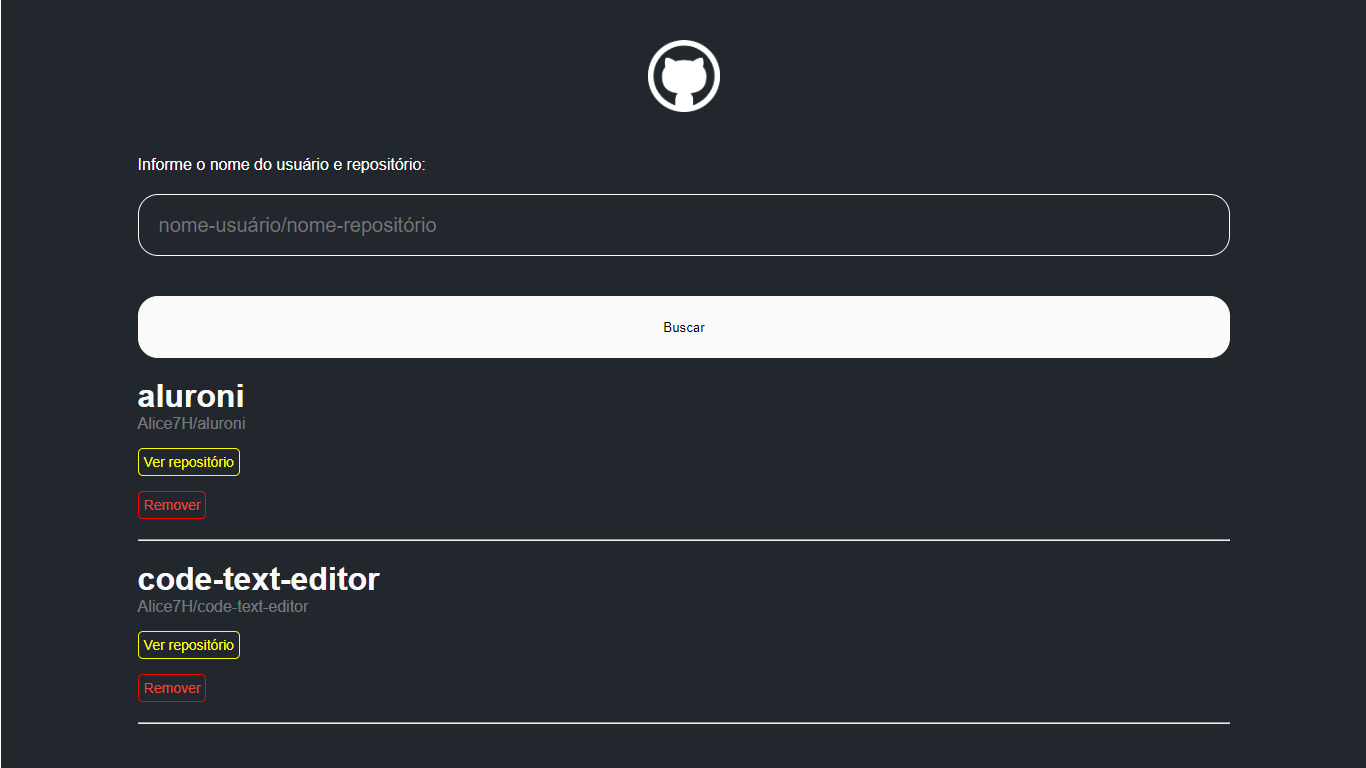 Informe o nome do usuário e repositório:
nome-usuário/nome-repositório
Buscar
aluroni
Alice7H/aluroni
Ver repositório
Remover
code-text-editor
Alice7H/code-text-editor
Ver repositório
Remover